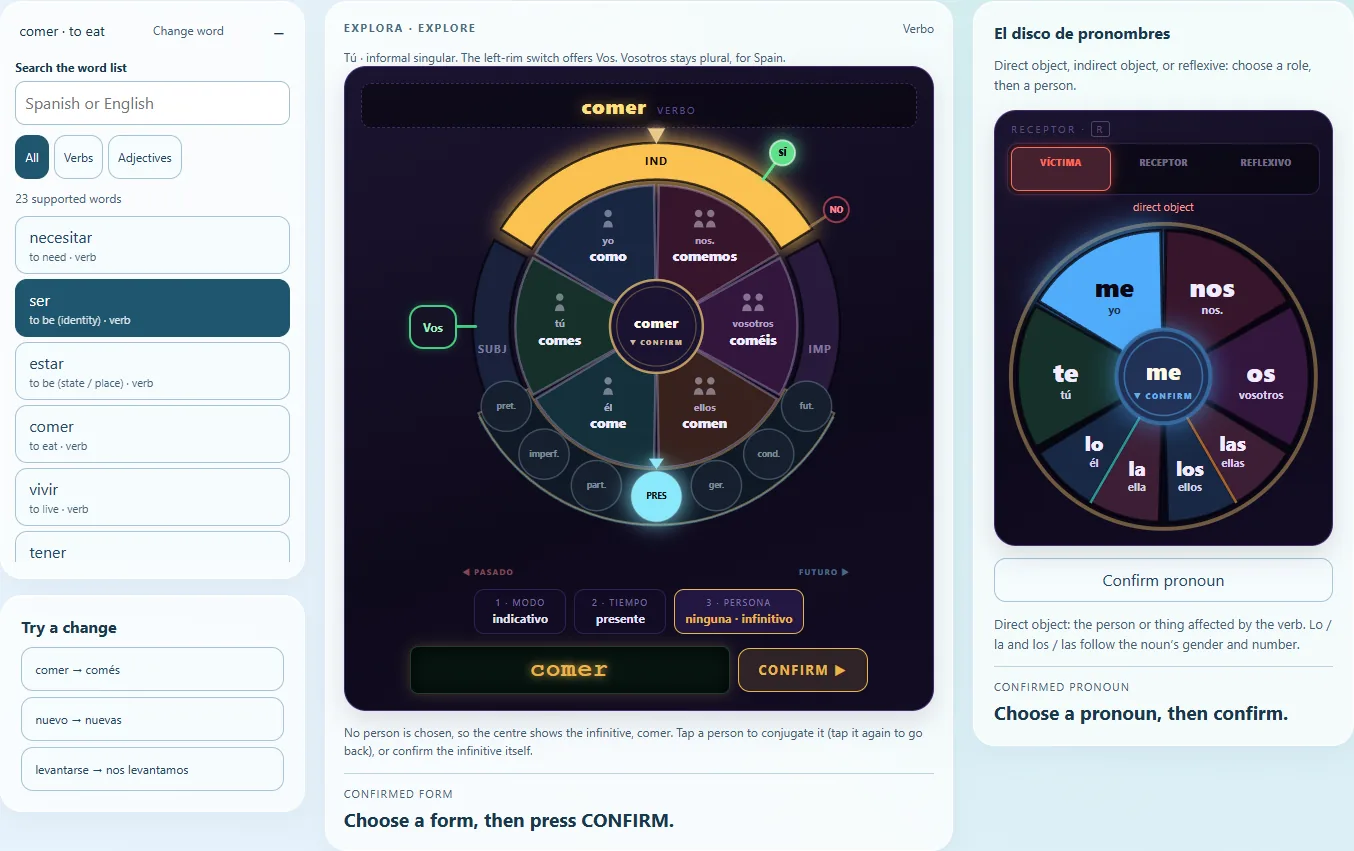 comer · to eat
Change word
–
Search the word list
Spanish or English
All
Verbs
Adjectives
23 supported words
necesitar
to need · verb
ser
to be (identity) · verb
estar
to be (state / place) · verb
comer
to eat · verb
vivir
to live · verb
tener
Try a change
comer → comés
nuevo → nuevas
levantarse → nos levantamos
EXPLORA · EXPLORE
Verbo
Tú · informal singular. The left-rim switch offers Vos. Vosotros stays plural, for Spain.
comer VERBO
IND
SÍ
NO
yo
como
nos.
comemos
SUBJ
IMP
Vos
tú
comes
comer
▼ CONFIRM
vosotros
coméis
él
come
ellos
comen
pret.
imperf.
part.
PRES
ger.
cond.
fut.
◀ PASADO
FUTURO ▶
1 · MODO
indicativo
2 · TIEMPO
presente
3 · PERSONA
ninguna · infinitivo
comer
CONFIRM ▶
No person is chosen, so the centre shows the infinitive, comer. Tap a person to conjugate it (tap it again to go
back), or confirm the infinitive itself.
CONFIRMED FORM
Choose a form, then press CONFIRM.
El disco de pronombres
Direct object, indirect object, or reflexive: choose a role,
then a person.
RECEPTOR · R
VÍCTIMA
RECEPTOR
REFLEXIVO
direct object
me
yo
nos
nos.
te
tú
me
▼ CONFIRM
os
vosotros
lo
él
la
ella
los
ellos
las
ellas
Confirm pronoun
Direct object: the person or thing affected by the verb. Lo /
la and los / las follow the noun’s gender and number.
CONFIRMED PRONOUN
Choose a pronoun, then confirm.